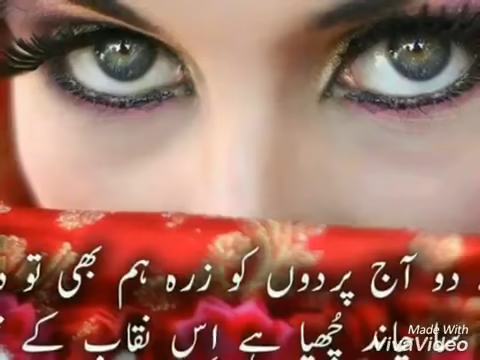 دو آج پردوں کو زرہ ہم بھی تو
چُھپا ہے اِس نقاب کے
Made With
VivaVideo